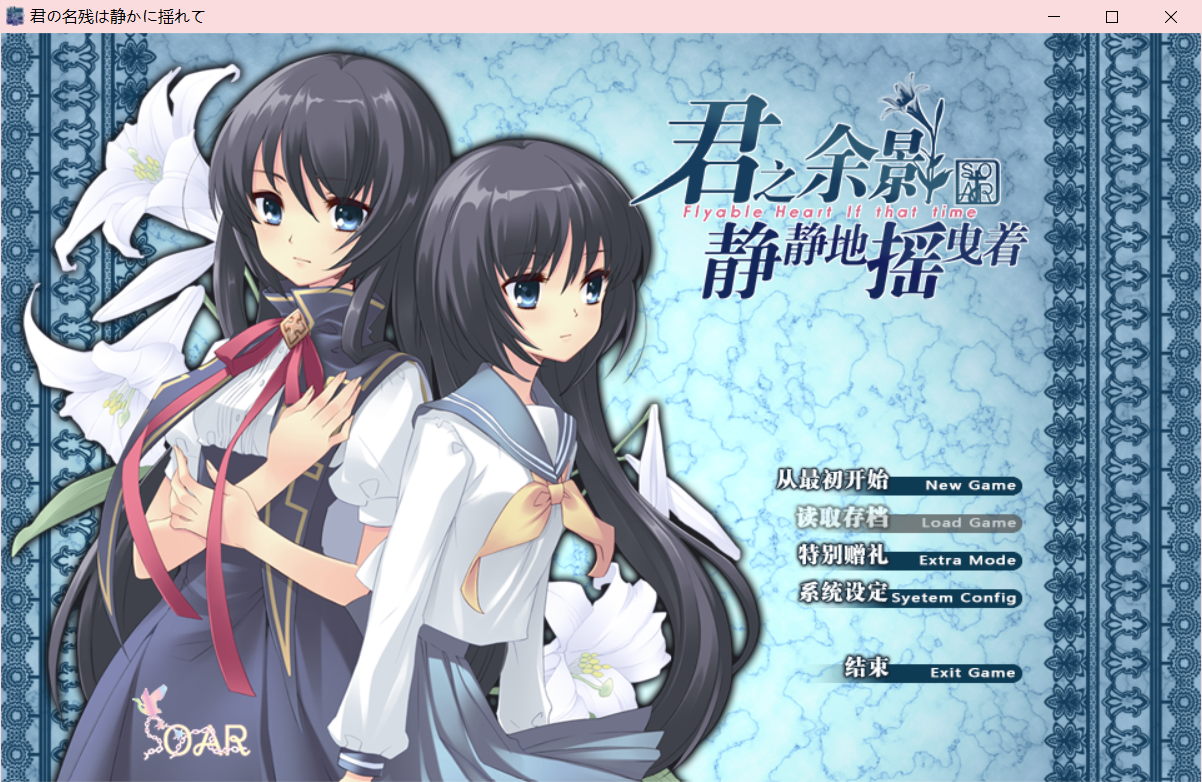 君の名残は静かに揺れて
君之余影
SOAR
Flyable Heart If that time
静静地摇曳着
从最初开始 New Game
读取存档 Load Game
特别赠礼 Extra Mode
系统设定 Syetem Config
结束 Exit Game
SOAR